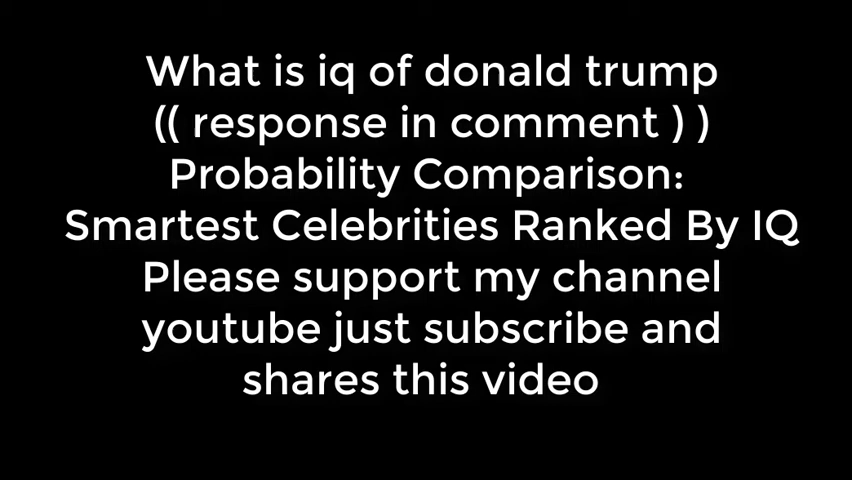 What is iq of donald trump
(( response in comment ) )
Probability Comparison:
Smartest Celebrities Ranked By IQ
Please support my channel
youtube just subscribe and
shares this video